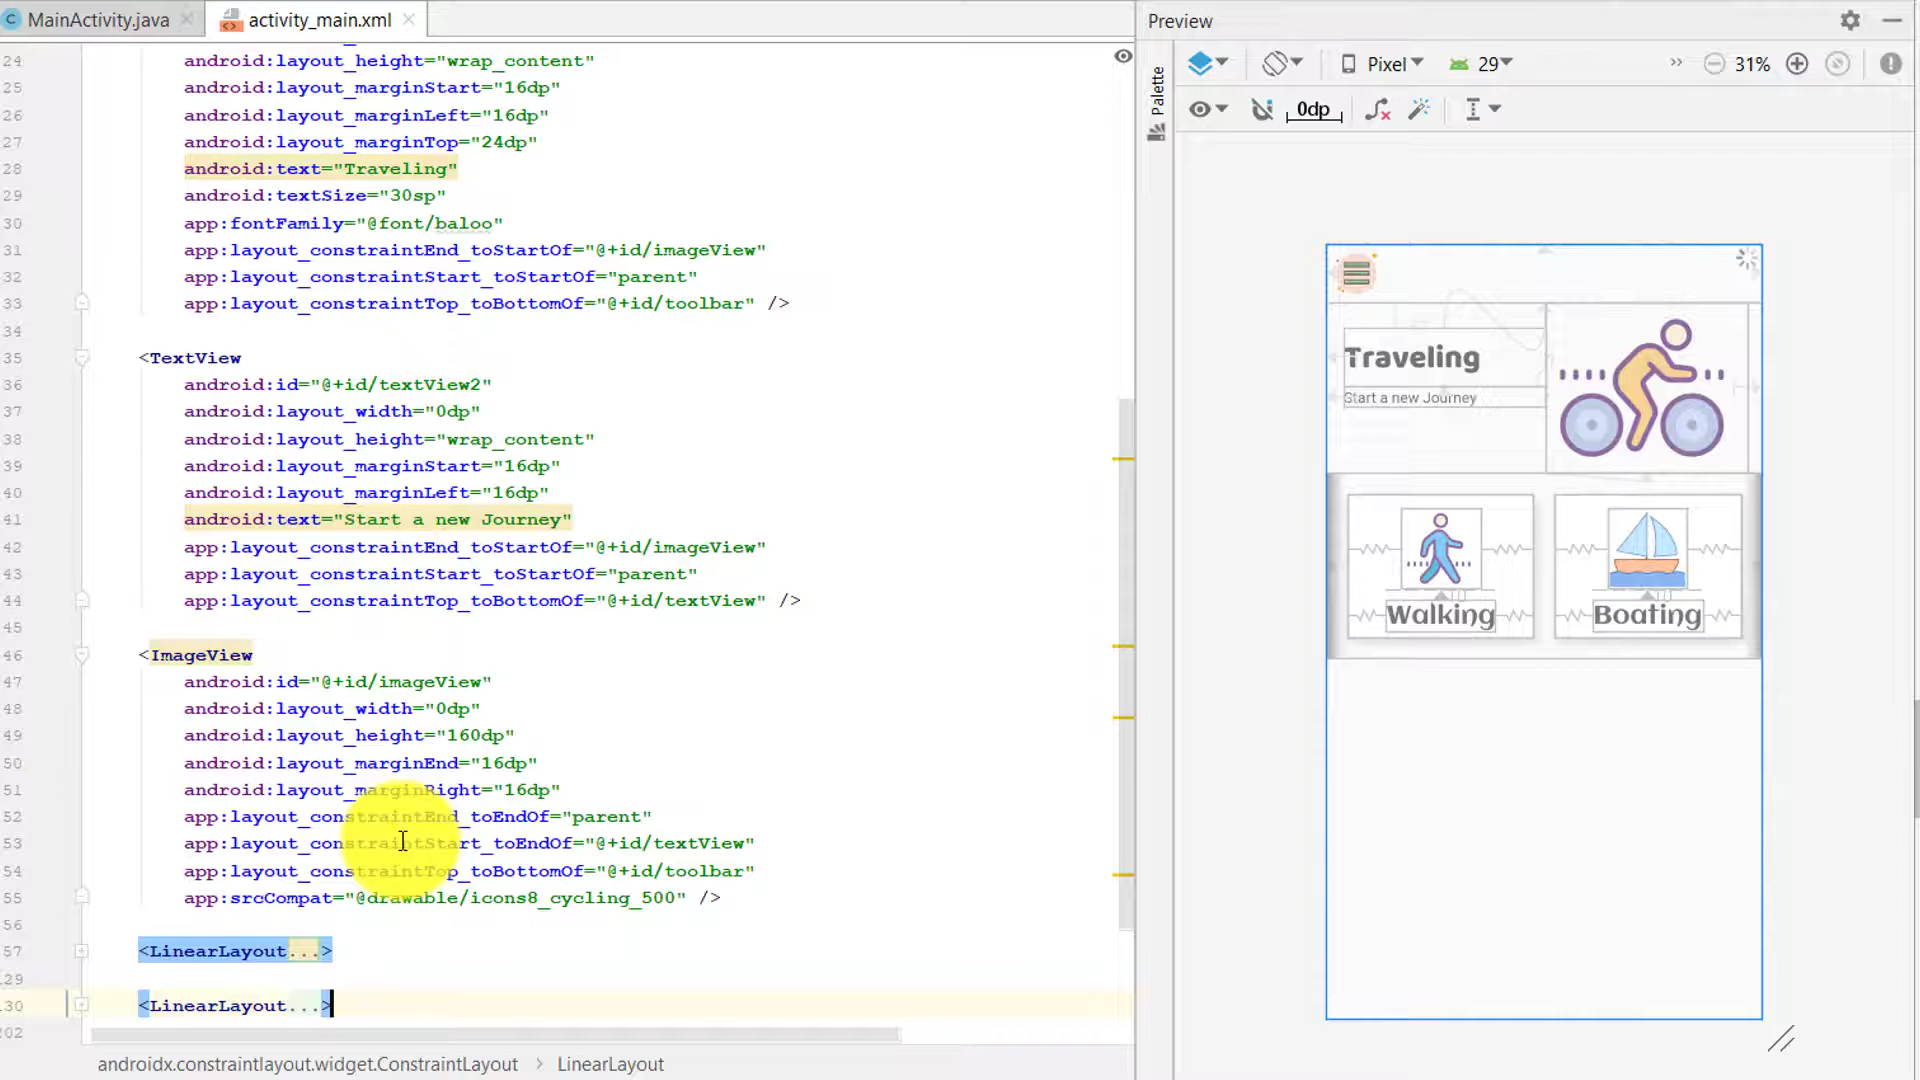 MainActivity.java
activity_main.xml
Preview
24 android:layout_height="wrap_content"
25 android:layout_marginStart="16dp"
26 android:layout_marginLeft="16dp"
27 android:layout_marginTop="24dp"
28 android:text="Traveling"
29 android:textSize="30sp"
30 app:fontFamily="@font/baloo"
31 app:layout_constraintEnd_toStartOf="@+id/imageView"
32 app:layout_constraintStart_toStartOf="parent"
33 app:layout_constraintTop_toBottomOf="@+id/toolbar" />
34
35 <TextView
36 android:id="@+id/textView2"
37 android:layout_width="0dp"
38 android:layout_height="wrap_content"
39 android:layout_marginStart="16dp"
40 android:layout_marginLeft="16dp"
41 android:text="Start a new Journey"
42 app:layout_constraintEnd_toStartOf="@+id/imageView"
43 app:layout_constraintStart_toStartOf="parent"
44 app:layout_constraintTop_toBottomOf="@+id/textView" />
45
46 <ImageView
47 android:id="@+id/imageView"
48 android:layout_width="0dp"
49 android:layout_height="160dp"
50 android:layout_marginEnd="16dp"
51 android:layout_marginRight="16dp"
52 app:layout_constraintEnd_toEndOf="parent"
53 app:layout_constraintStart_toEndOf="@+id/textView"
54 app:layout_constraintTop_toBottomOf="@+id/toolbar"
55 app:srcCompat="@drawable/icons8_cycling_500" />
56
57 <LinearLayout...>
129
130 <LinearLayout...>
202
androidx.constraintlayout.widget.ConstraintLayout › LinearLayout
Palette
Pixel 29 » 31%
0dp
Traveling
Start a new Journey
Walking
Boating